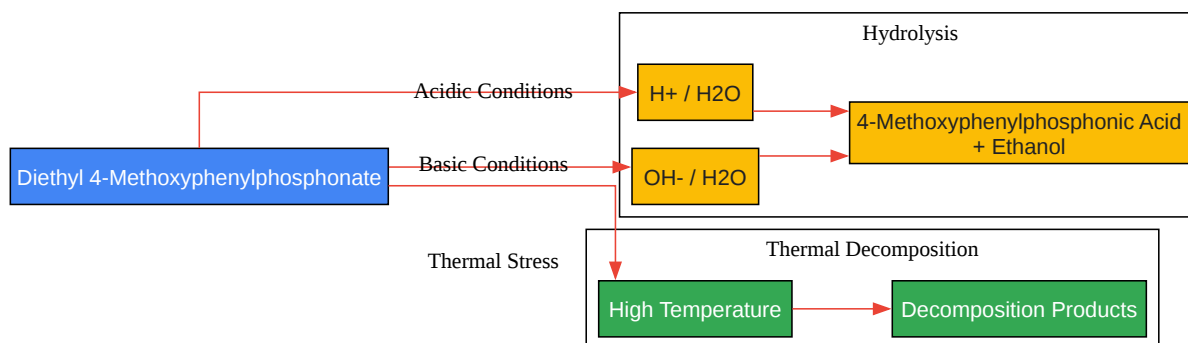 Hydrolysis
Acidic Conditions
H+ / H2O
4-Methoxyphenylphosphonic Acid
+ Ethanol
Diethyl 4-Methoxyphenylphosphonate
Basic Conditions
OH- / H2O
Thermal Stress
Thermal Decomposition
High Temperature
Decomposition Products